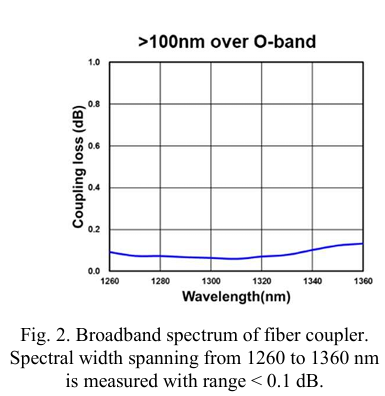 >100nm over O-band
Coupling loss (dB)
1.0
0.8
0.6
0.4
0.2
0.0
1260 1280 1300 1320 1340 1360
Wavelength(nm)
Fig. 2. Broadband spectrum of fiber coupler.
Spectral width spanning from 1260 to 1360 nm
is measured with range < 0.1 dB.